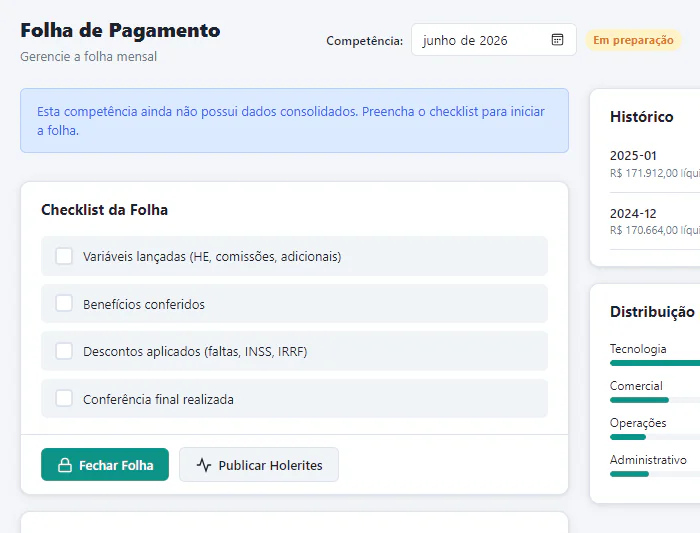 Folha de Pagamento
Gerencie a folha mensal
Competência:
junho de 2026
Em preparação
Esta competência ainda não possui dados consolidados. Preencha o checklist para iniciar
a folha.
Checklist da Folha
Variáveis lançadas (HE, comissões, adicionais)
Benefícios conferidos
Descontos aplicados (faltas, INSS, IRRF)
Conferência final realizada
Fechar Folha
Publicar Holerites
Histórico
2025-01
R$ 171.912,00 líqui
2024-12
R$ 170.664,00 líqui
Distribuição
Tecnologia
Comercial
Operações
Administrativo